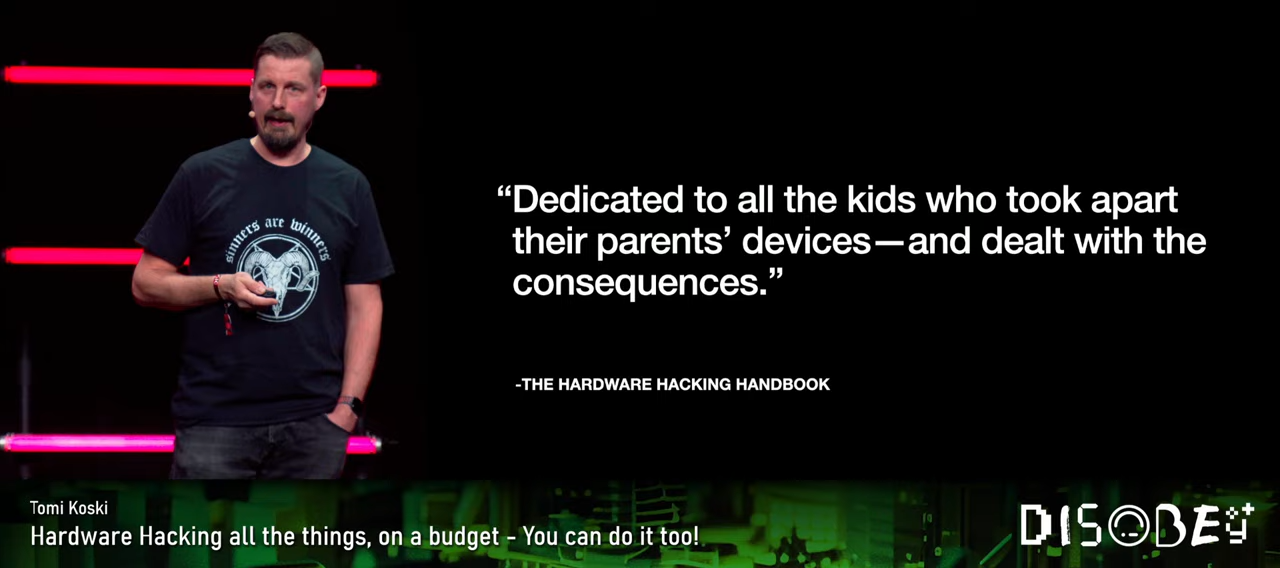 sinners are winners
“Dedicated to all the kids who took apart
their parents’ devices—and dealt with the
consequences.”
-THE HARDWARE HACKING HANDBOOK
Tomi Koski
Hardware Hacking all the things, on a budget - You can do it too!
DISOBEY